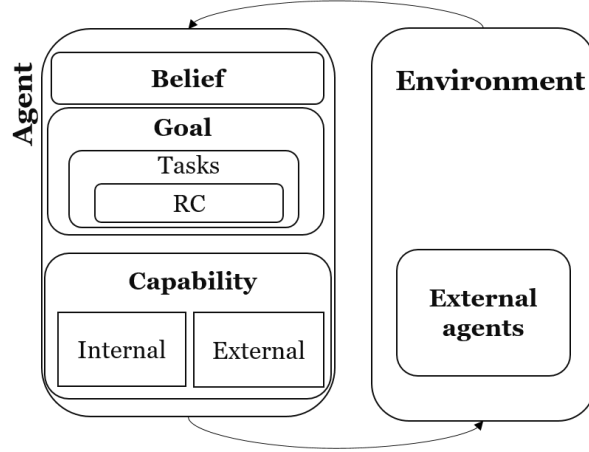 Agent
Belief
Goal
Tasks
RC
Capability
Internal
External
Environment
External
agents